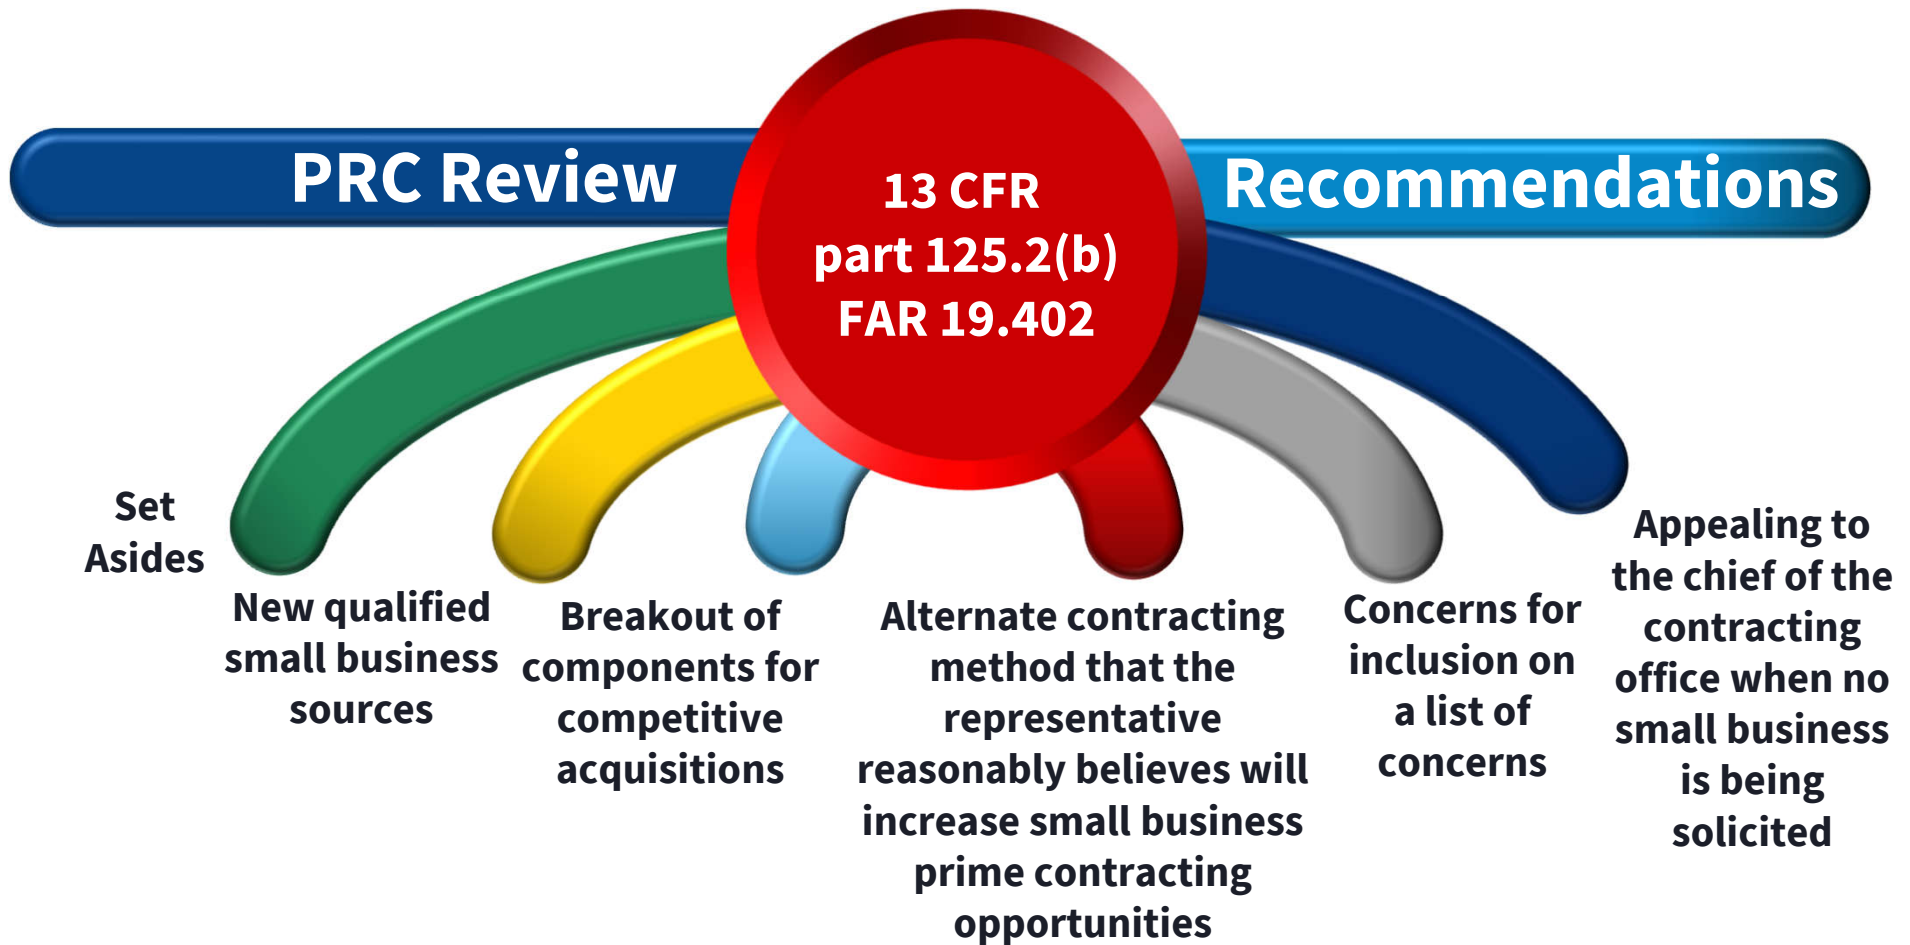 PRC Review
13 CFR
part 125.2(b)
FAR 19.402
Recommendations
Set
Asides
New qualified
small business
sources
Breakout of
components for
competitive
acquisitions
Alternate contracting
method that the
representative
reasonably believes will
increase small business
prime contracting
opportunities
Concerns for
inclusion on
a list of
concerns
Appealing to
the chief of the
contracting
office when no
small business
is being
solicited